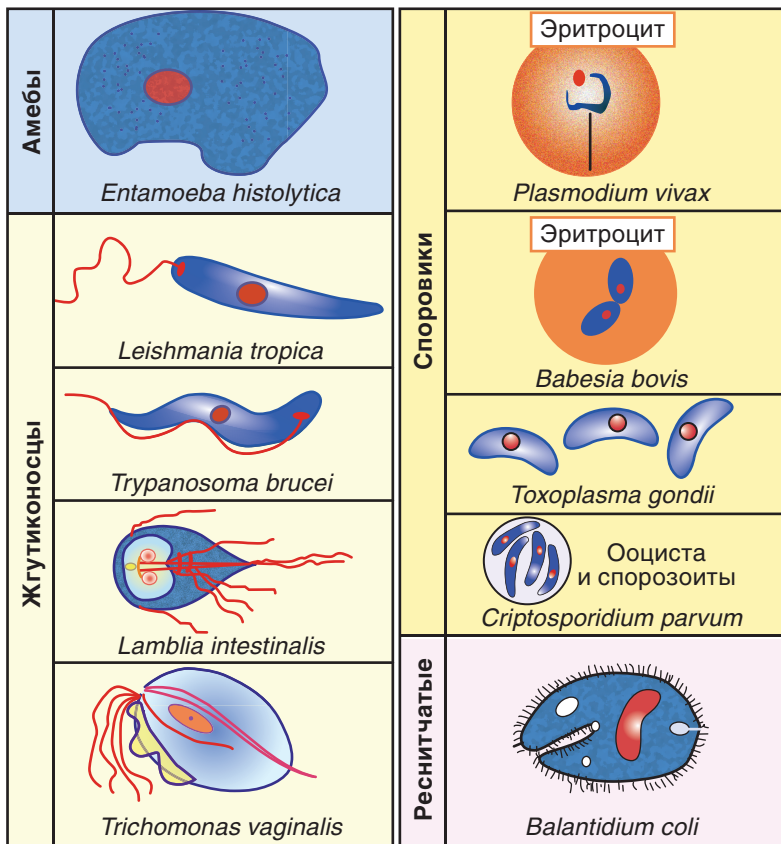 Амебы
Entamoeba histolytica
Жгутиконосцы
Leishmania tropica
Trypanosoma brucei
Lamblia intestinalis
Trichomonas vaginalis
Споровики
Эритроцит
Plasmodium vivax
Эритроцит
Babesia bovis
Toxoplasma gondii
Ооциста
и спорозоиты
Criptosporidium parvum
Реснитчатые
Balantidium coli